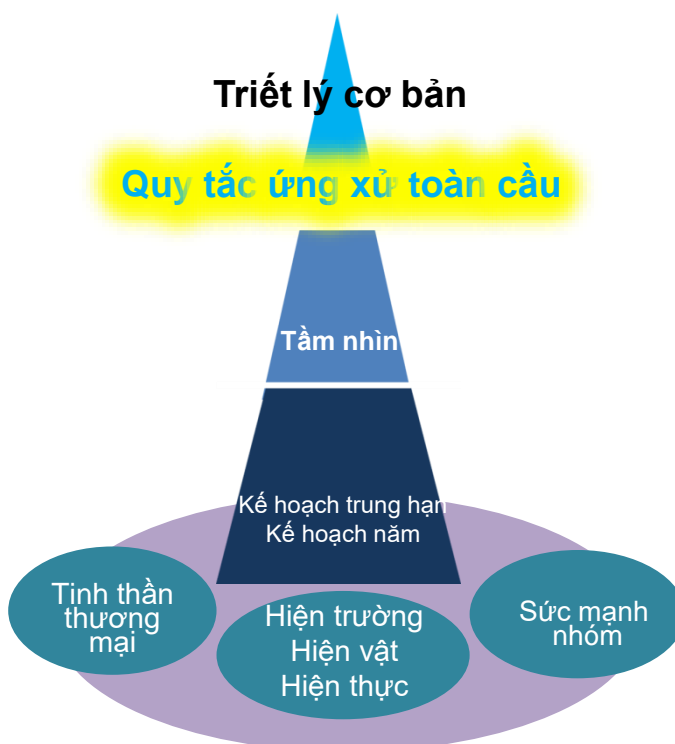 Triết lý cơ bản
Quy tắc ứng xử toàn cầu
Tầm nhìn
Kế hoạch trung hạn
Kế hoạch năm
Tinh thần
thương
mại
Hiện trường
Hiện vật
Hiện thực
Sức mạnh
nhóm